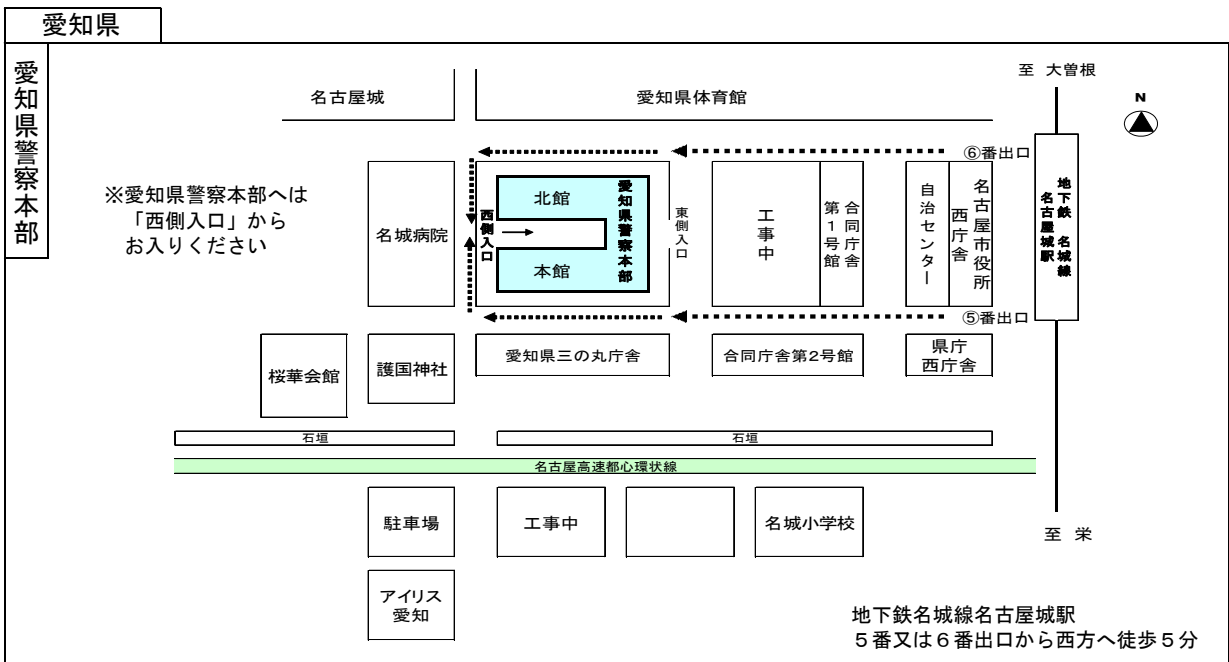 愛知県
愛知県警察本部
至 大曽根
N
名古屋城
愛知県体育館
⑥番出口
※愛知県警察本部へは
「西側入口」から
お入りください
名城病院
西側入口
北館
本館
愛知県警察本部
東側入口
工事中
合同庁舎
第1号館
自治センター
名古屋市役所
西庁舎
地下鉄 名城線
名古屋城駅
⑤番出口
桜華会館
護国神社
愛知県三の丸庁舎
合同庁舎第2号館
県庁
西庁舎
石垣
石垣
名古屋高速都心環状線
駐車場
工事中
名城小学校
至 栄
アイリス
愛知
地下鉄名城線名古屋城駅
5番又は6番出口から西方へ徒歩5分